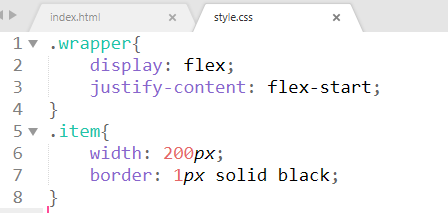 index.html × style.css ×
1 .wrapper{
2 display: flex;
3 justify-content: flex-start;
4 }
5 .item{
6 width: 200px;
7 border: 1px solid black;
8 }